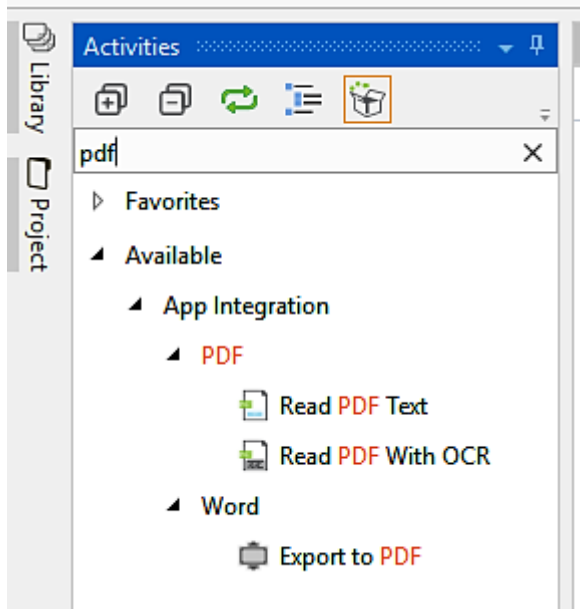 Library
Project
Activities
pdf
Favorites
Available
App Integration
PDF
Read PDF Text
Read PDF With OCR
Word
Export to PDF